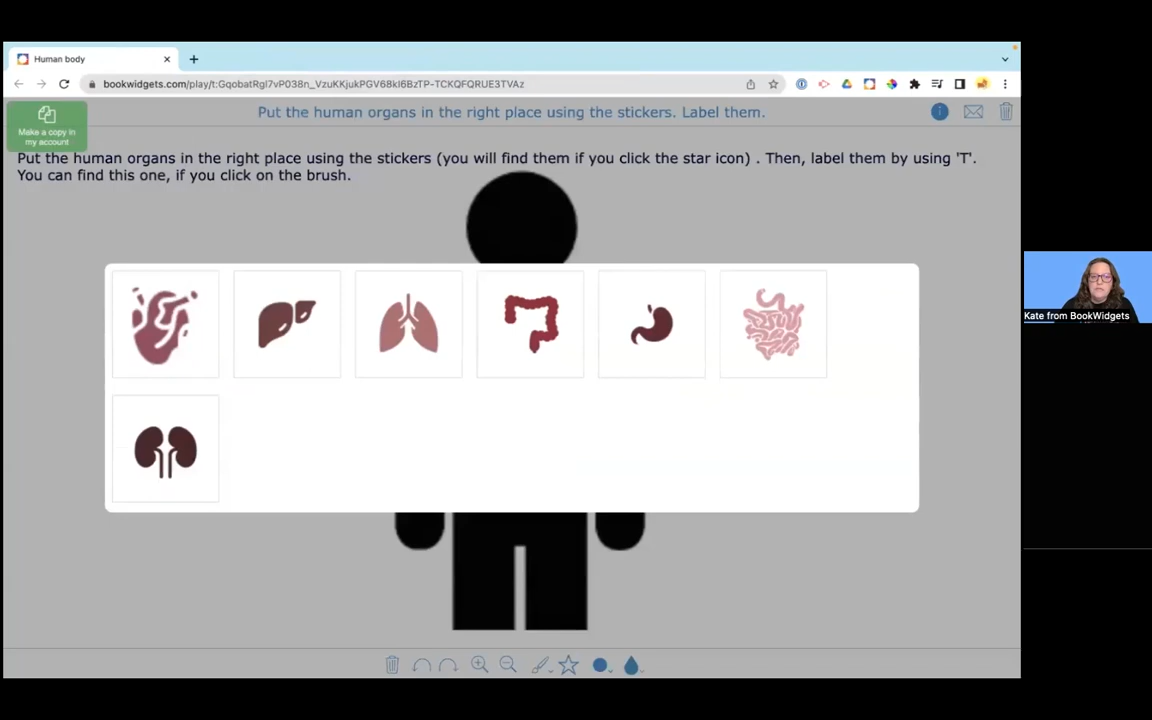 Human body
bookwidgets.com/play/t:GqobatRgI7vP038n_VzuKKjukPGV68kI6BzTP-TCKQFQRUE3TVAz
Make a copy in
my account
Put the human organs in the right place using the stickers. Label them.
Put the human organs in the right place using the stickers (you will find them if you click the star icon) . Then, label them by using 'T'.
You can find this one, if you click on the brush.
Kate from BookWidgets